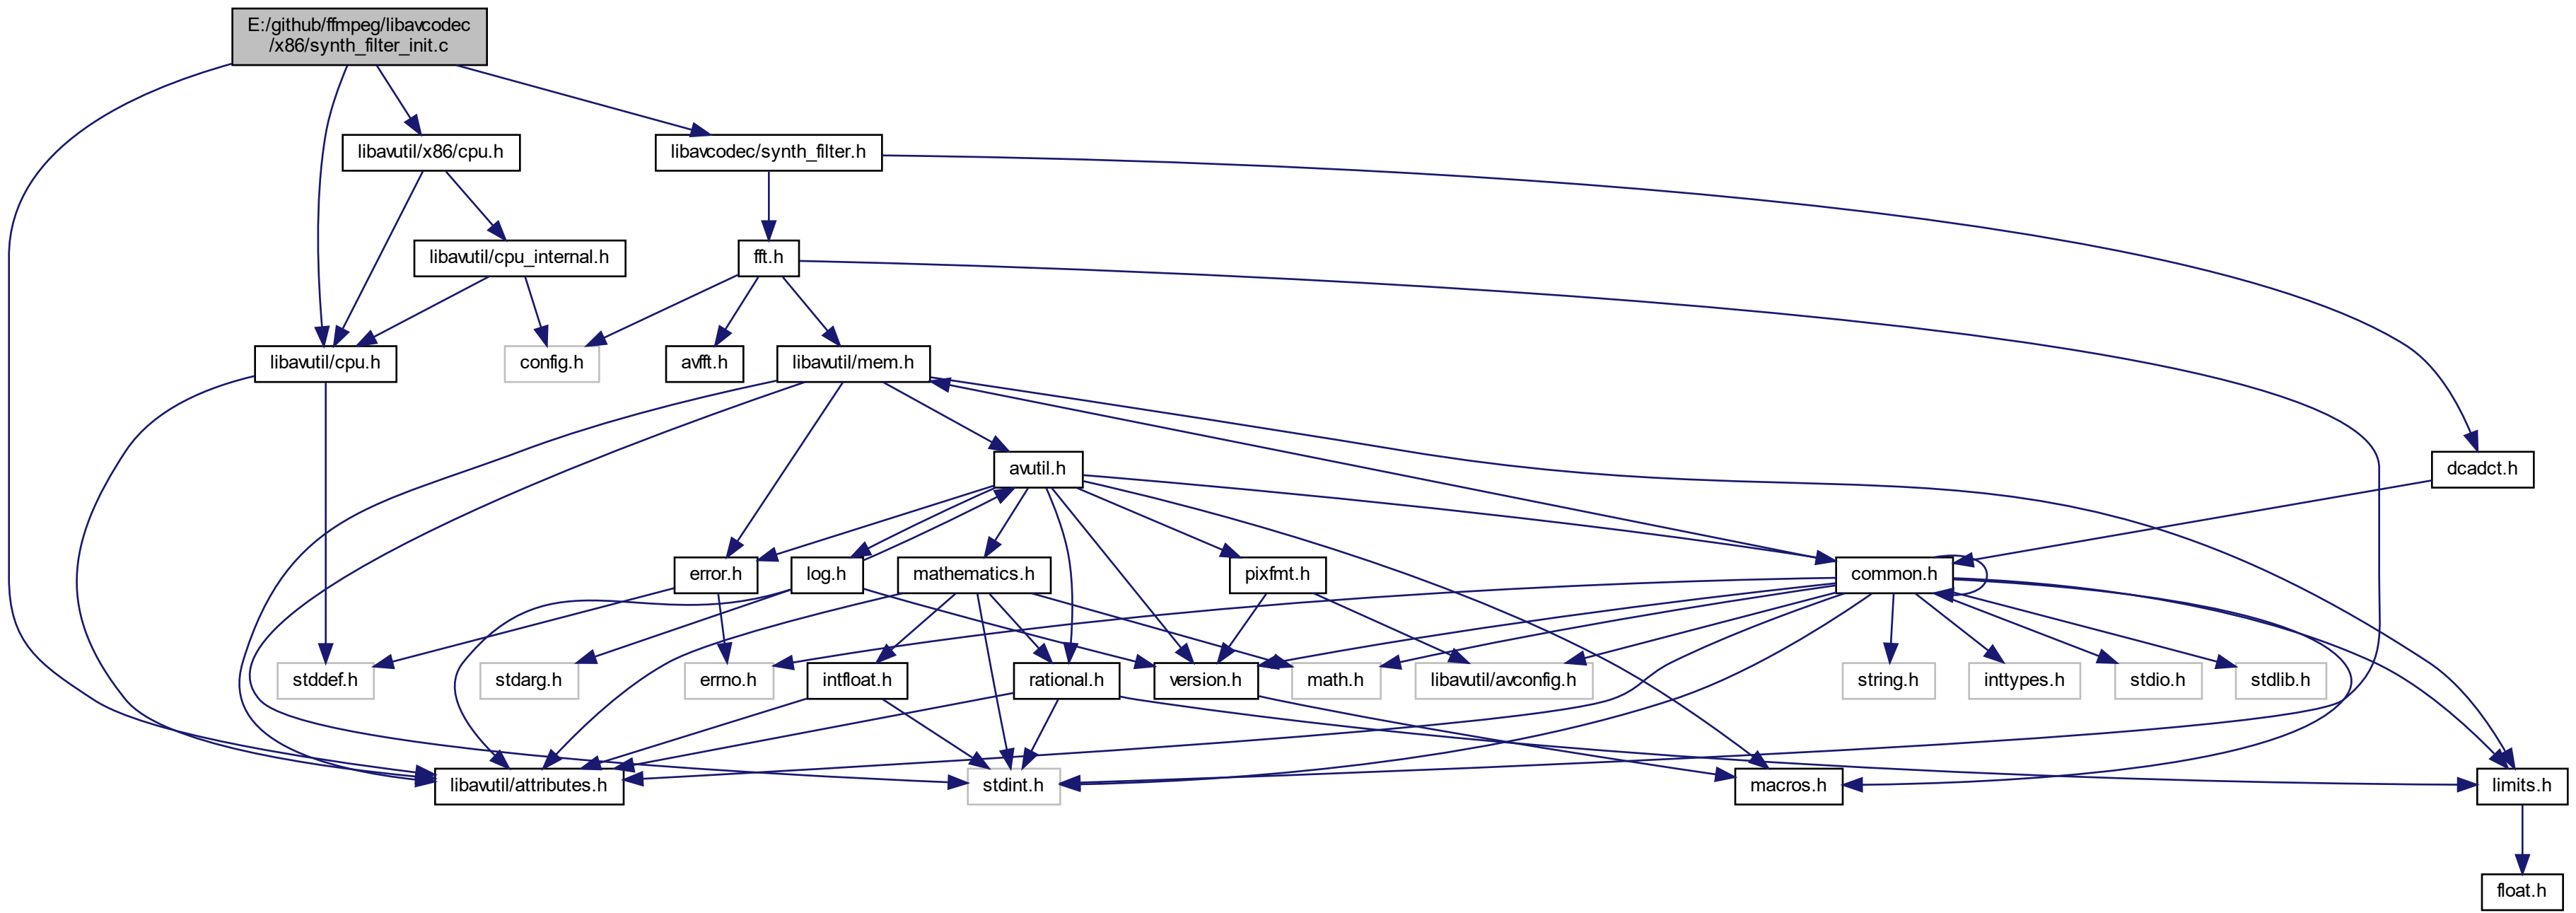 E:/github/ffmpeg/libavcodec
/x86/synth_filter_init.c
libavutil/x86/cpu.h
libavcodec/synth_filter.h
libavutil/cpu_internal.h
fft.h
libavutil/cpu.h
config.h
avfft.h
libavutil/mem.h
avutil.h
dcadct.h
error.h
log.h
mathematics.h
pixfmt.h
common.h
stddef.h
stdarg.h
errno.h
intfloat.h
rational.h
version.h
math.h
libavutil/avconfig.h
string.h
inttypes.h
stdio.h
stdlib.h
libavutil/attributes.h
stdint.h
macros.h
limits.h
float.h